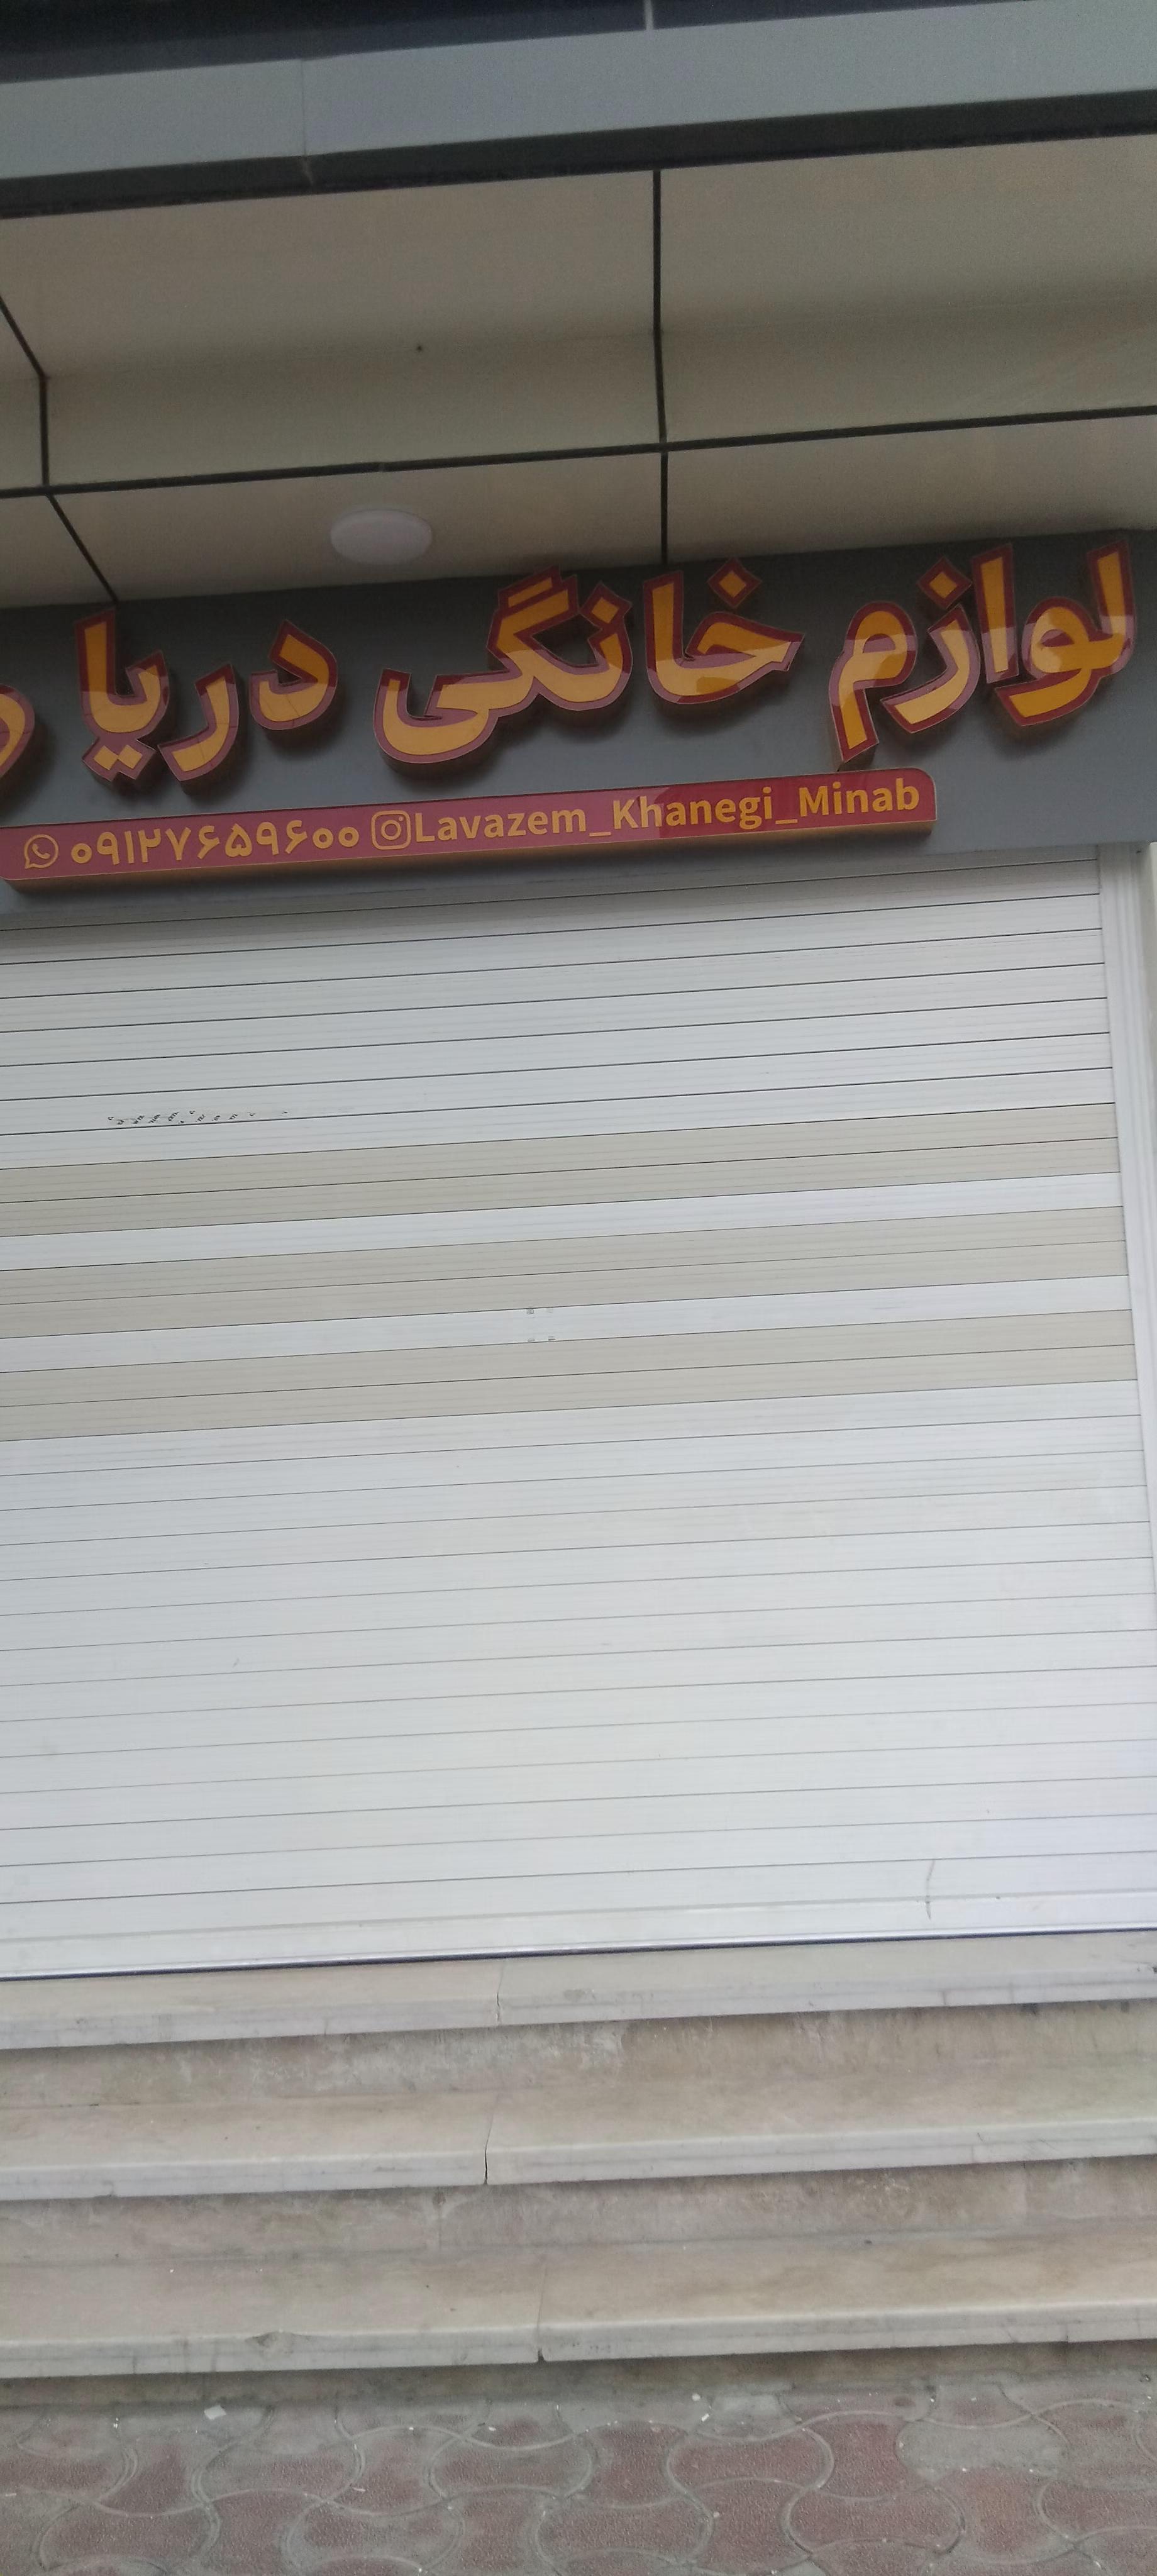 لوازم خانگی دریا
۰۹۱۲۷۶۵۹۶۰۰ Lavazem_Khanegi_Minab